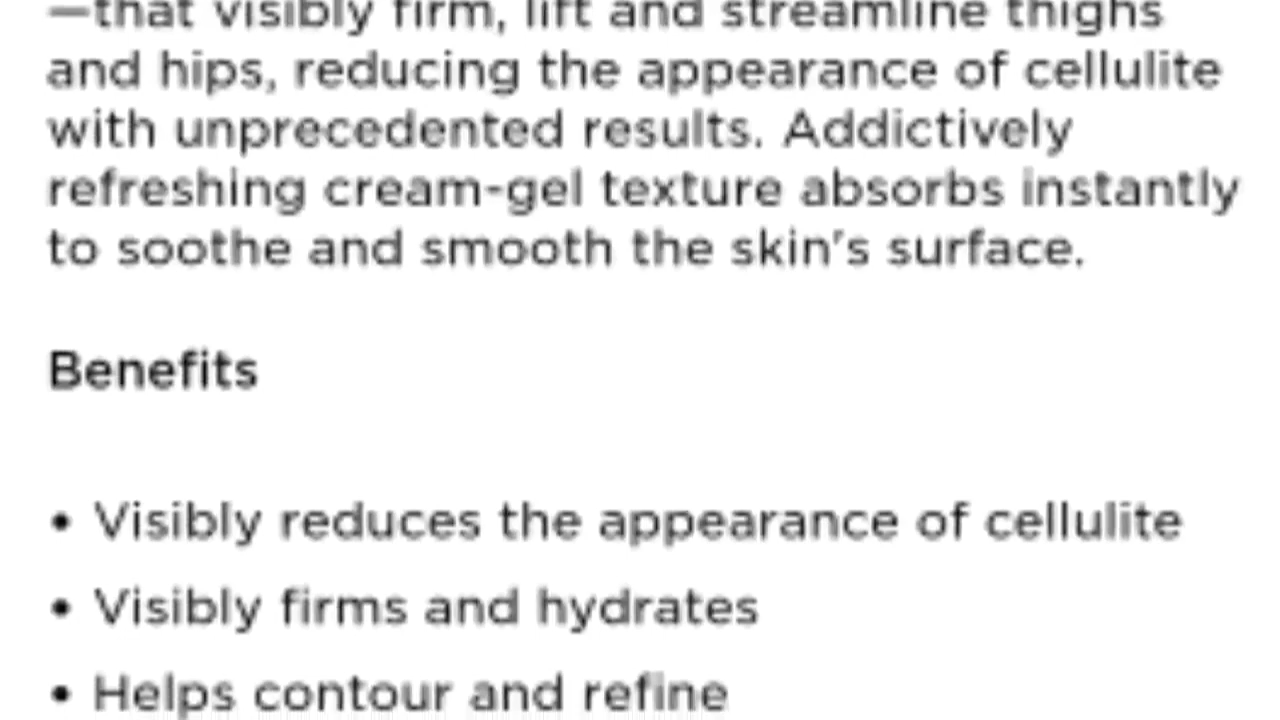 —that visibly firm, lift and streamline thighs
and hips, reducing the appearance of cellulite
with unprecedented results. Addictively
refreshing cream-gel texture absorbs instantly
to soothe and smooth the skin's surface.
Benefits
• Visibly reduces the appearance of cellulite
• Visibly firms and hydrates
• Helps contour and refine